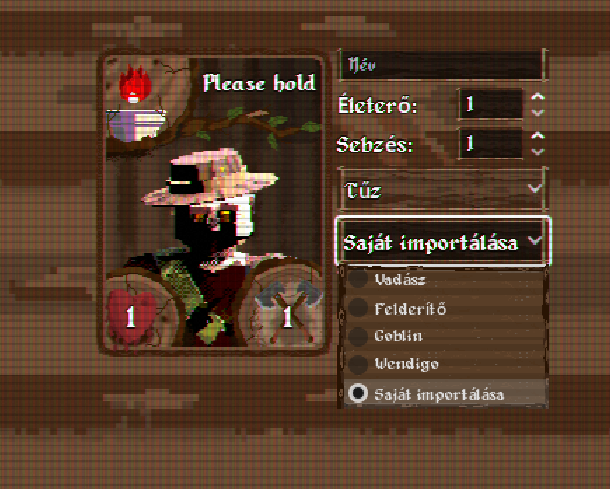 Please hold
1
1
Név
Életerő: 1
Sebzés: 1
Tűz
Saját importálása
Vadász
Felderítő
Goblin
Wendigo
Saját importálása